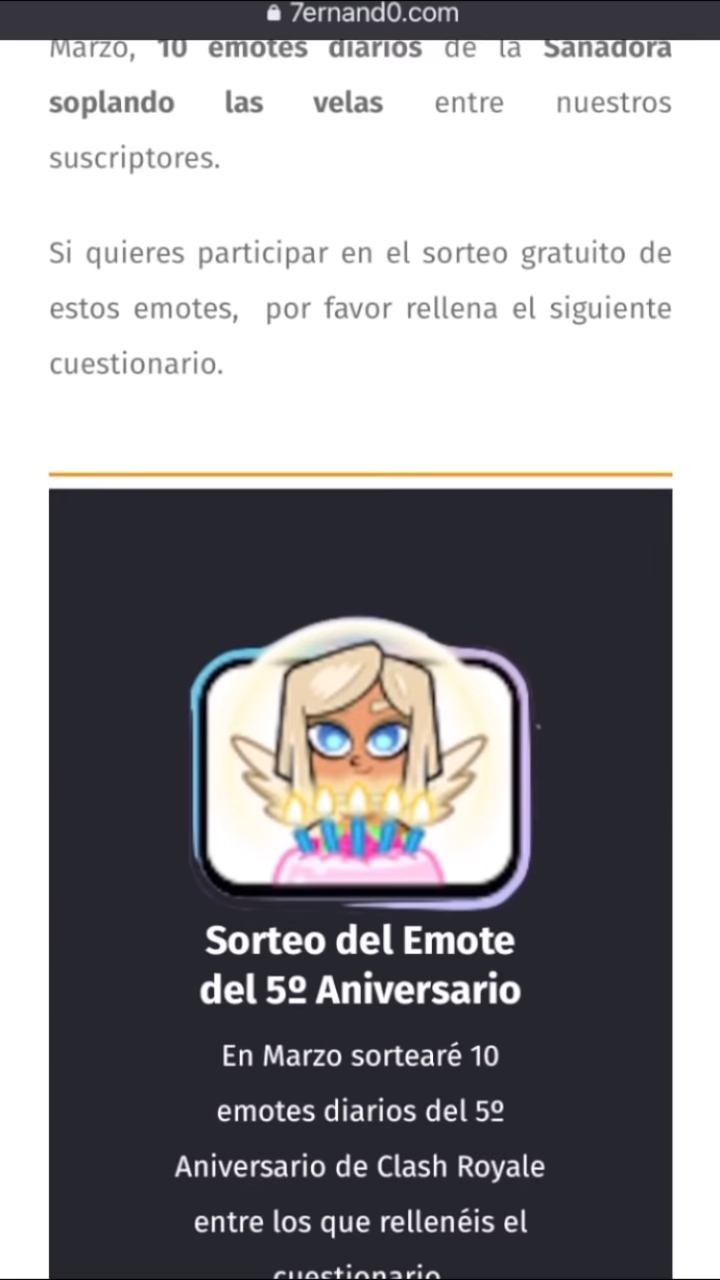 7ernand0.com
Marzo, 10 emotes diarios de la Sanadora
soplando las velas entre nuestros
suscriptores.
Si quieres participar en el sorteo gratuito de
estos emotes, por favor rellena el siguiente
cuestionario.
Sorteo del Emote
del 5º Aniversario
En Marzo sortearé 10
emotes diarios del 5º
Aniversario de Clash Royale
entre los que rellenéis el
cuestionario